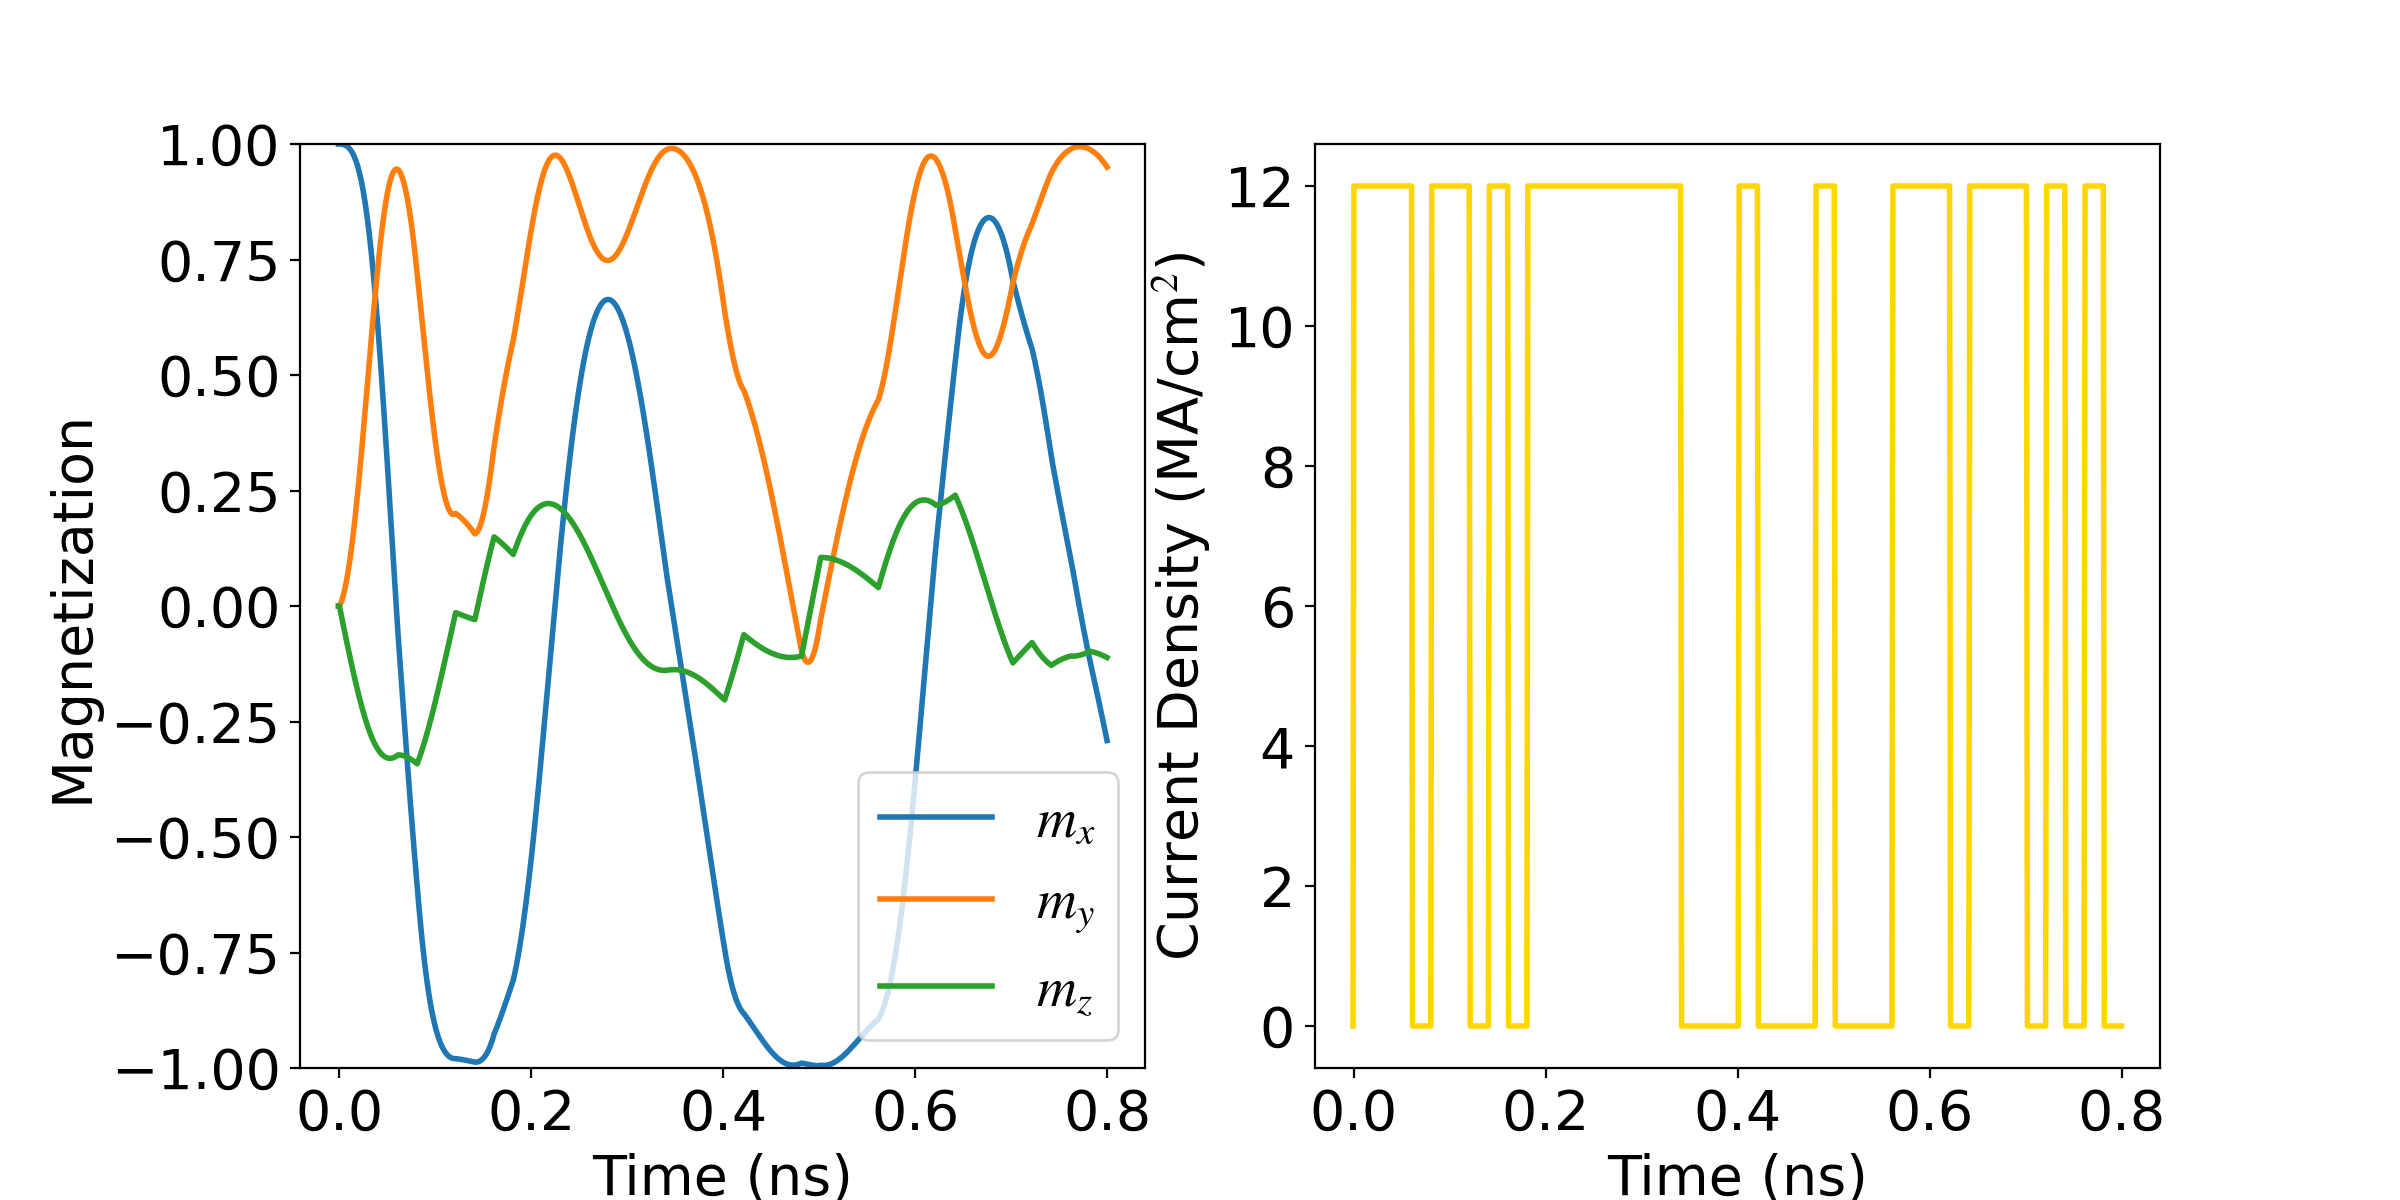 1.00
0.75
0.50
0.25
0.00
−0.25
−0.50
−0.75
−1.00
Magnetization
0.0 0.2 0.4 0.6 0.8
Time (ns)
m_x
m_y
m_z
12
10
8
6
4
2
0
Current Density (MA/cm²)
0.0 0.2 0.4 0.6 0.8
Time (ns)